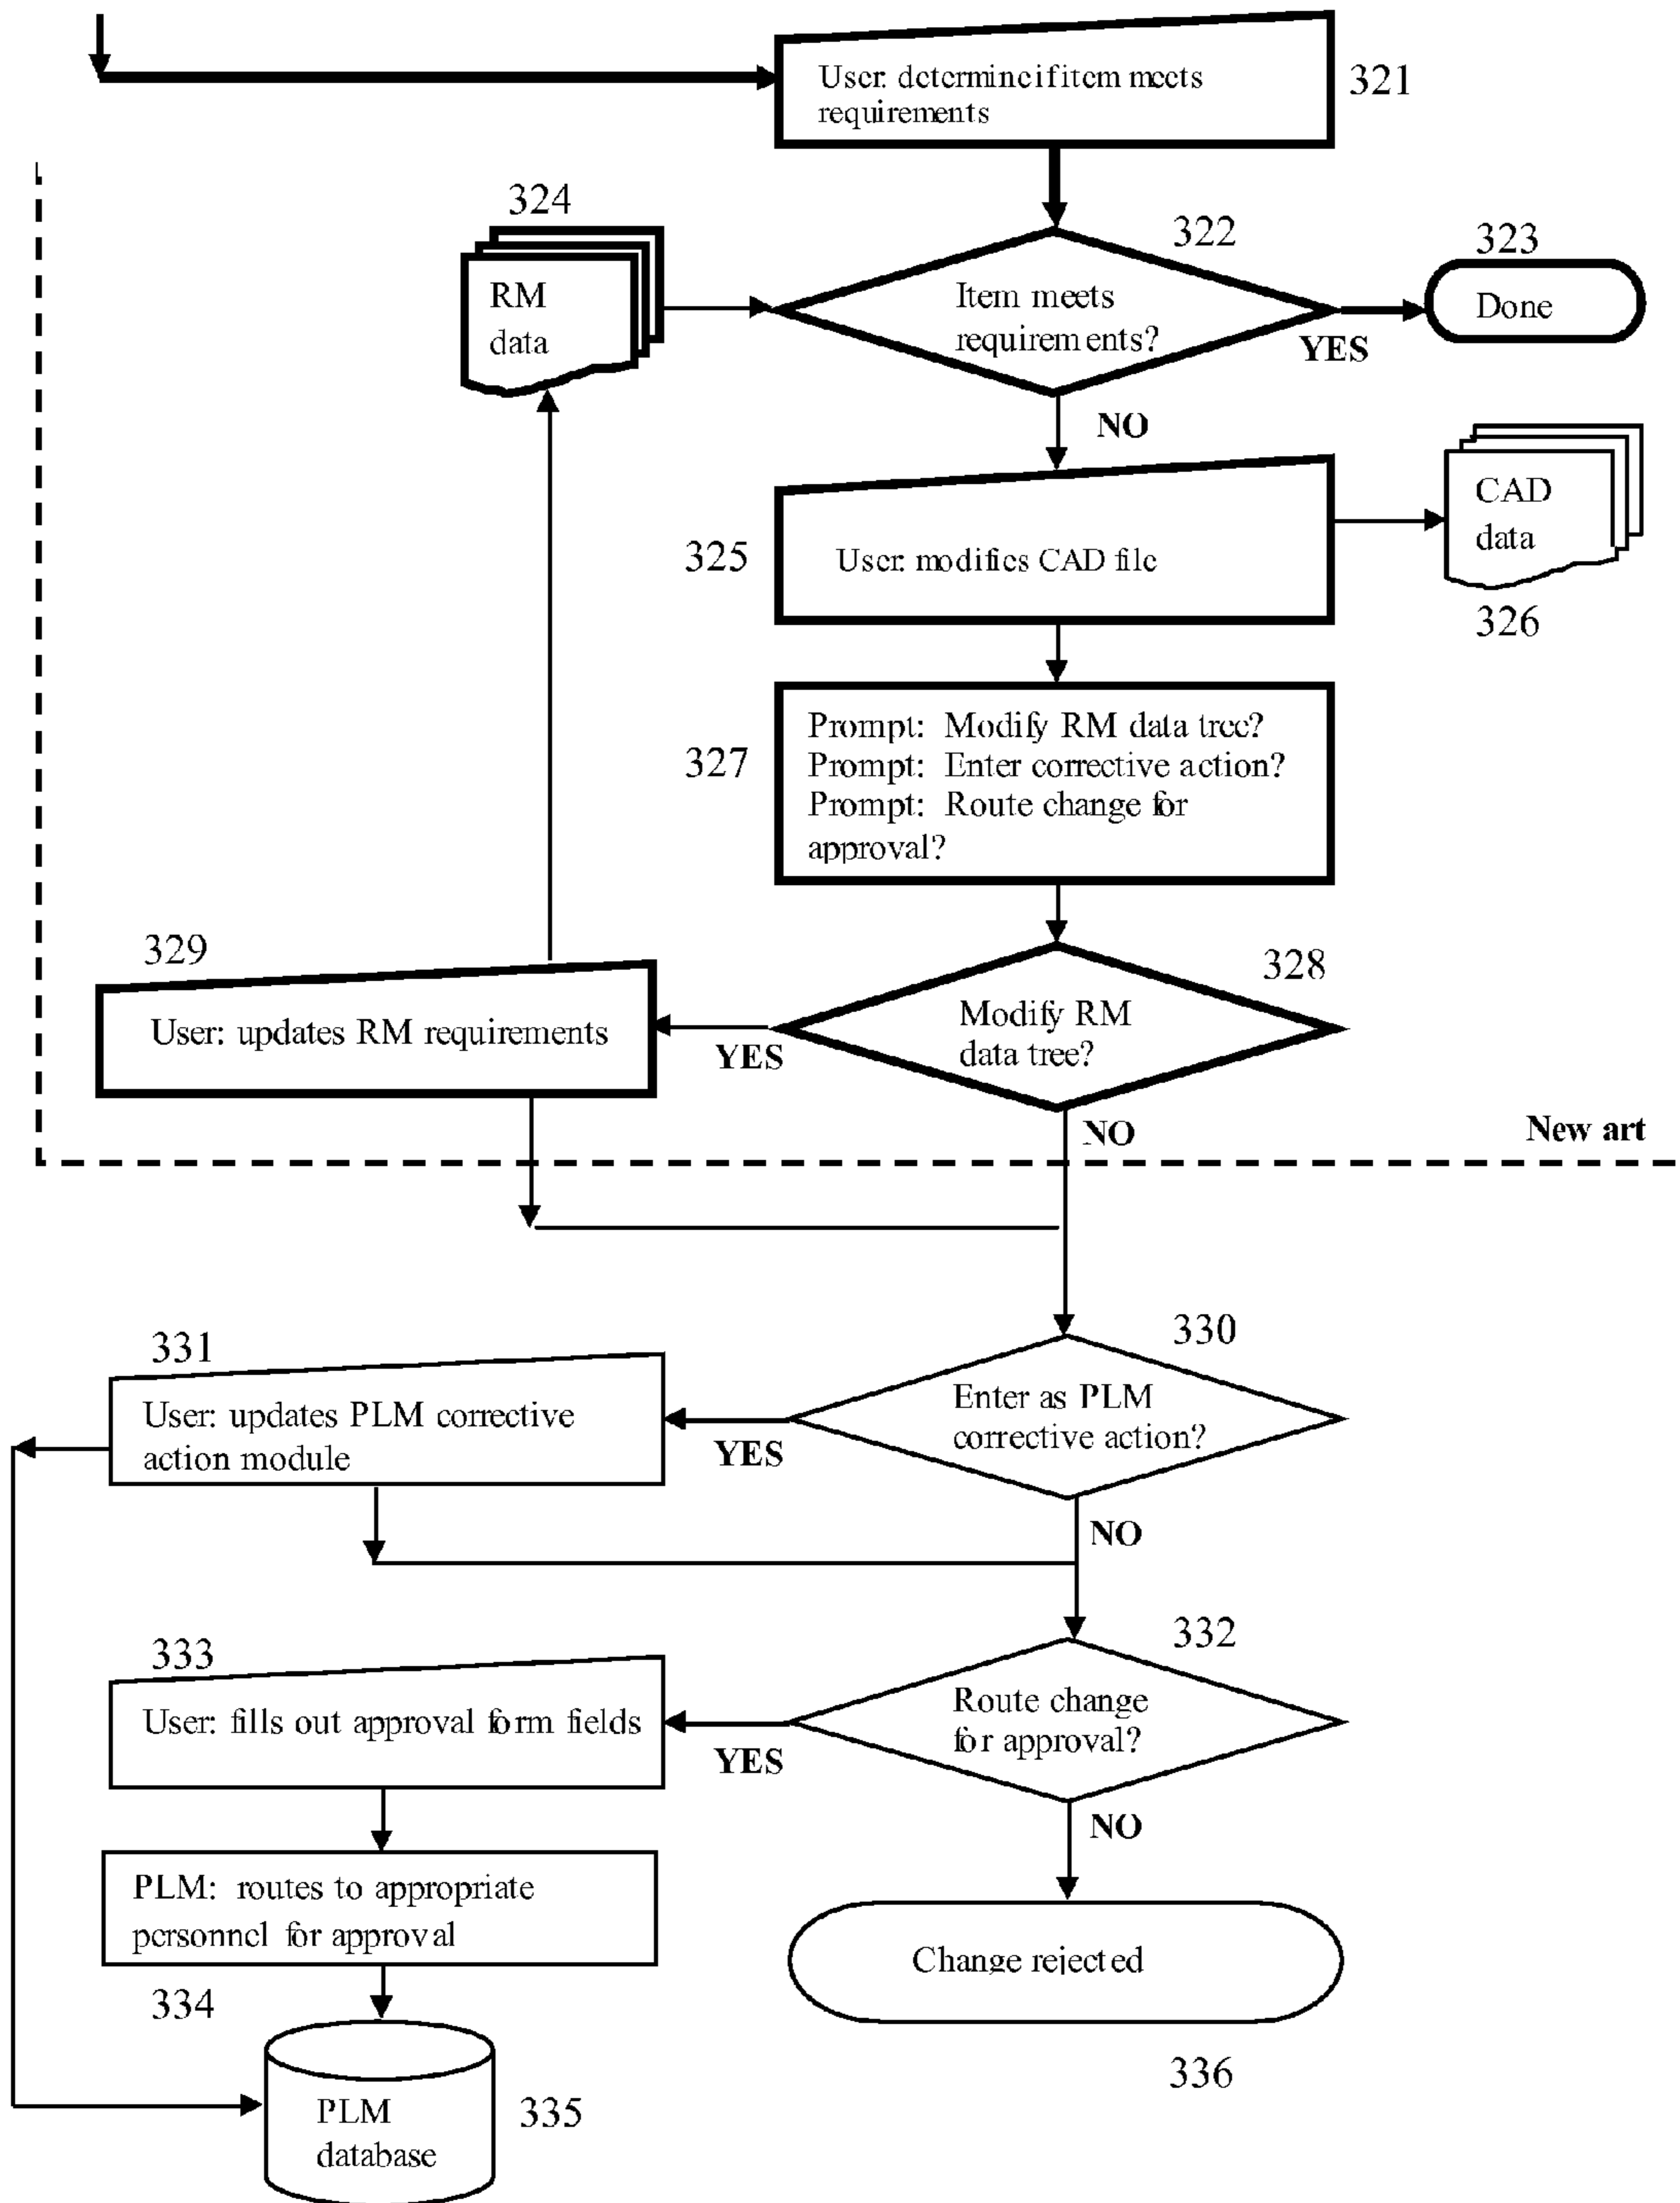 User: determine if item meets
requirements
321
324
322
323
RM
data
Item meets
requirements?
Done
YES
NO
CAD
data
325
User: modifies CAD file
326
327
Prompt: Modify RM data tree?
Prompt: Enter corrective action?
Prompt: Route change for
approval?
329
328
User: updates RM requirements
Modify RM
data tree?
YES
NO
New art
331
330
User: updates PLM corrective
action module
Enter as PLM
corrective action?
YES
NO
333
332
User: fills out approval form fields
Route change
for approval?
YES
NO
PLM: routes to appropriate
personnel for approval
Change rejected
334
336
PLM
database
335